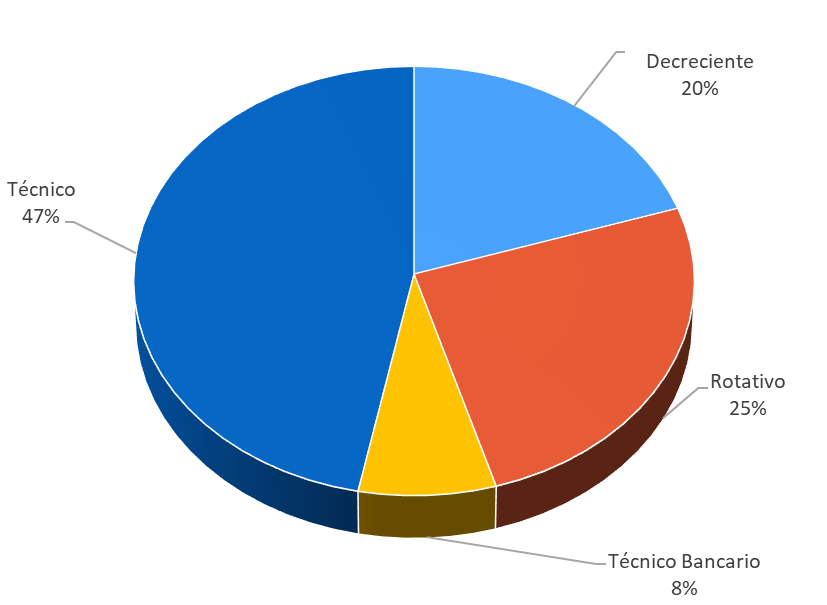 Decreciente
20%
Técnico
47%
Rotativo
25%
Técnico Bancario
8%